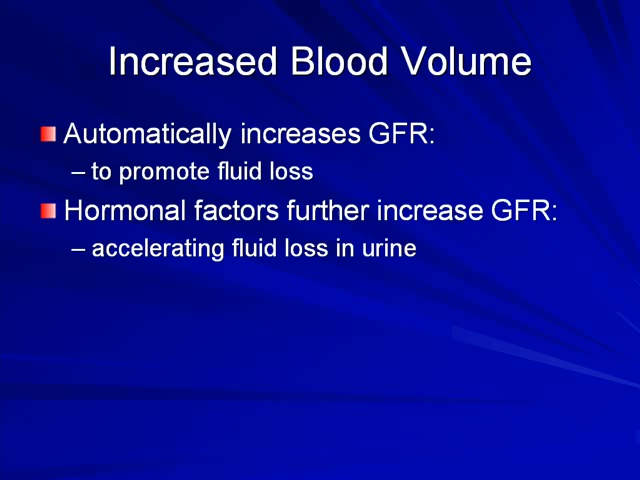 Increased Blood Volume
Automatically increases GFR:
– to promote fluid loss
Hormonal factors further increase GFR:
– accelerating fluid loss in urine